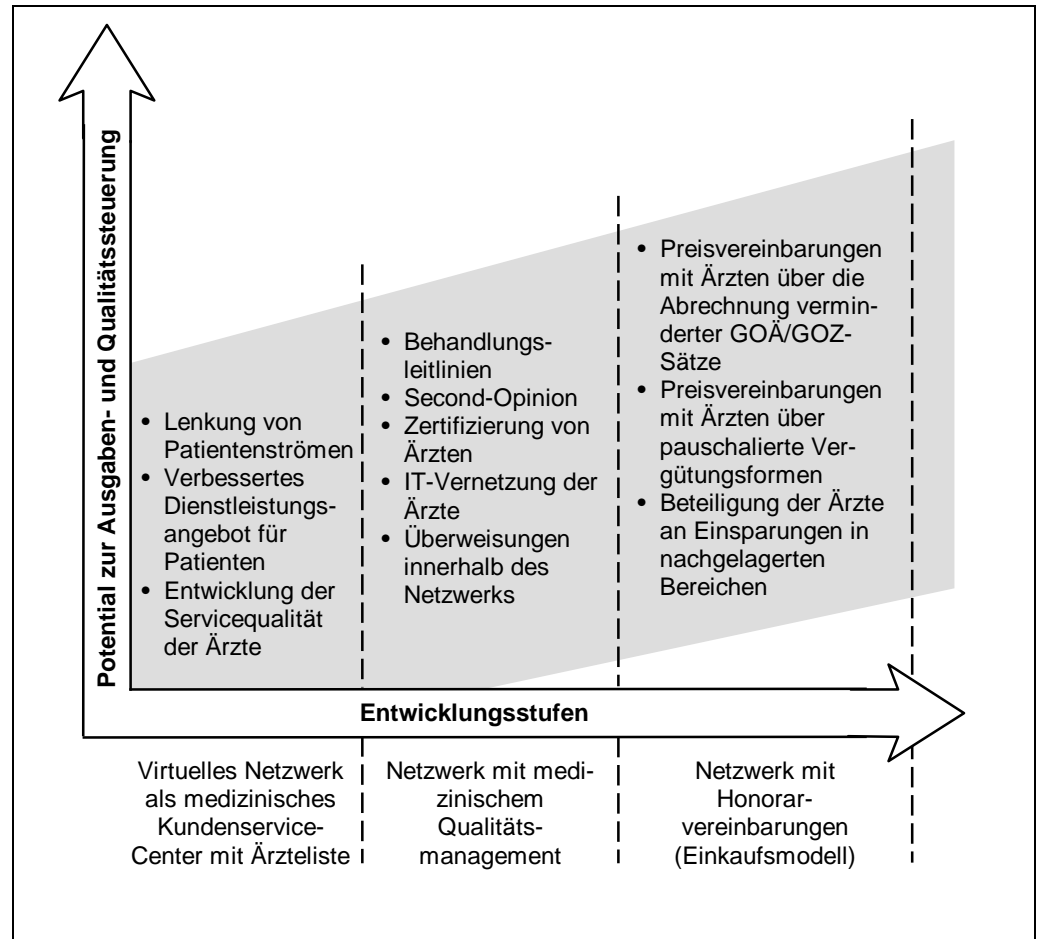 Potential zur Ausgaben- und Qualitätssteuerung
• Lenkung von
Patientenströmen
• Verbessertes
Dienstleistungs-
angebot für
Patienten
• Entwicklung der
Servicequalität
der Ärzte
• Behandlungs-
leitlinien
• Second-Opinion
• Zertifizierung von
Ärzten
• IT-Vernetzung der
Ärzte
• Überweisungen
innerhalb des
Netzwerks
• Preisvereinbarungen
mit Ärzten über die
Abrechnung vermin-
derter GOÄ/GOZ-
Sätze
• Preisvereinbarungen
mit Ärzten über
pauschalierte Ver-
gütungsformen
• Beteiligung der Ärzte
an Einsparungen in
nachgelagerten
Bereichen
Entwicklungsstufen
Virtuelles Netzwerk
als medizinisches
Kundenservice-
Center mit Ärzteliste
Netzwerk mit medi-
zinischem
Qualitäts-
management
Netzwerk mit
Honorar-
vereinbarungen
(Einkaufsmodell)